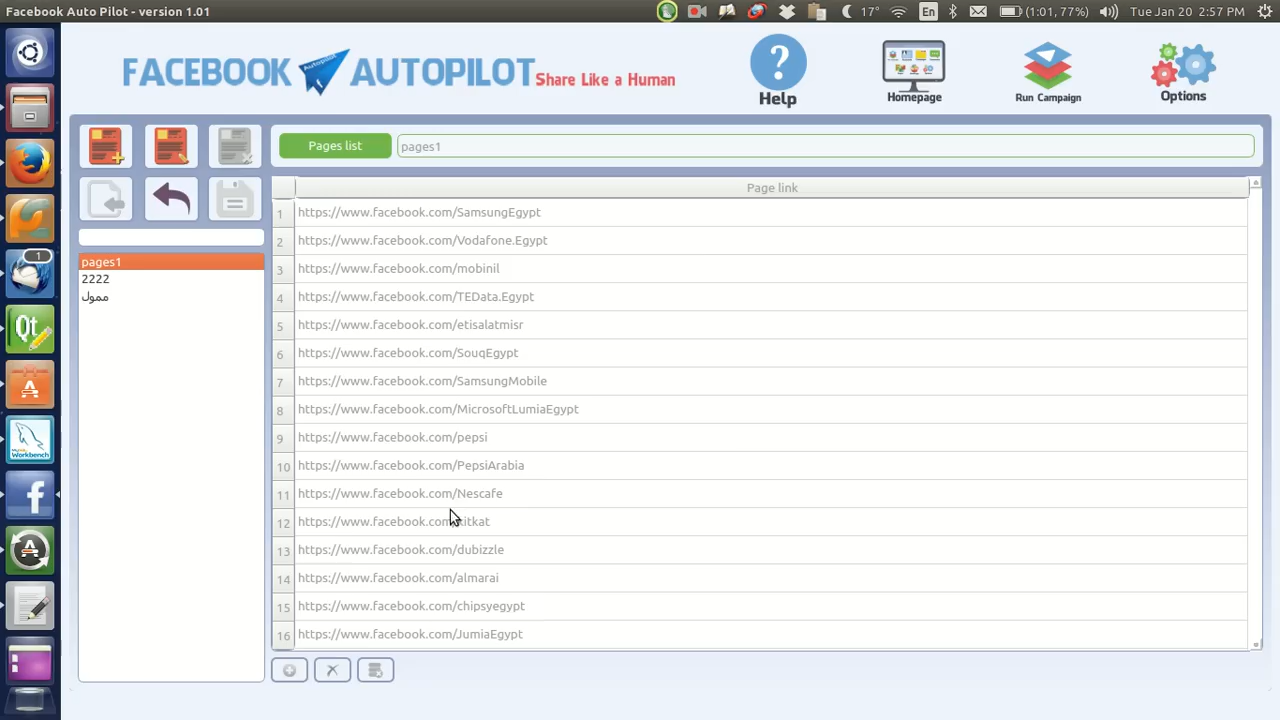 Facebook Auto Pilot - version 1.01
17°
En
(1:01, 77%)
Tue Jan 20 2:57 PM
FACEBOOK
Autopilot
AUTOPILOT
Share Like a Human
?
Help
Homepage
Run Campaign
Options
Pages list
pages1
pages1
2222
ممول
Page link
1 https://www.facebook.com/SamsungEgypt
2 https://www.facebook.com/Vodafone.Egypt
3 https://www.facebook.com/mobinil
4 https://www.facebook.com/TEData.Egypt
5 https://www.facebook.com/etisalatmisr
6 https://www.facebook.com/SouqEgypt
7 https://www.facebook.com/SamsungMobile
8 https://www.facebook.com/MicrosoftLumiaEgypt
9 https://www.facebook.com/pepsi
10 https://www.facebook.com/PepsiArabia
11 https://www.facebook.com/Nescafe
12 https://www.facebook.com/kitkat
13 https://www.facebook.com/dubizzle
14 https://www.facebook.com/almarai
15 https://www.facebook.com/chipsyegypt
16 https://www.facebook.com/JumiaEgypt
1
Qt
A
Workbench
f
A